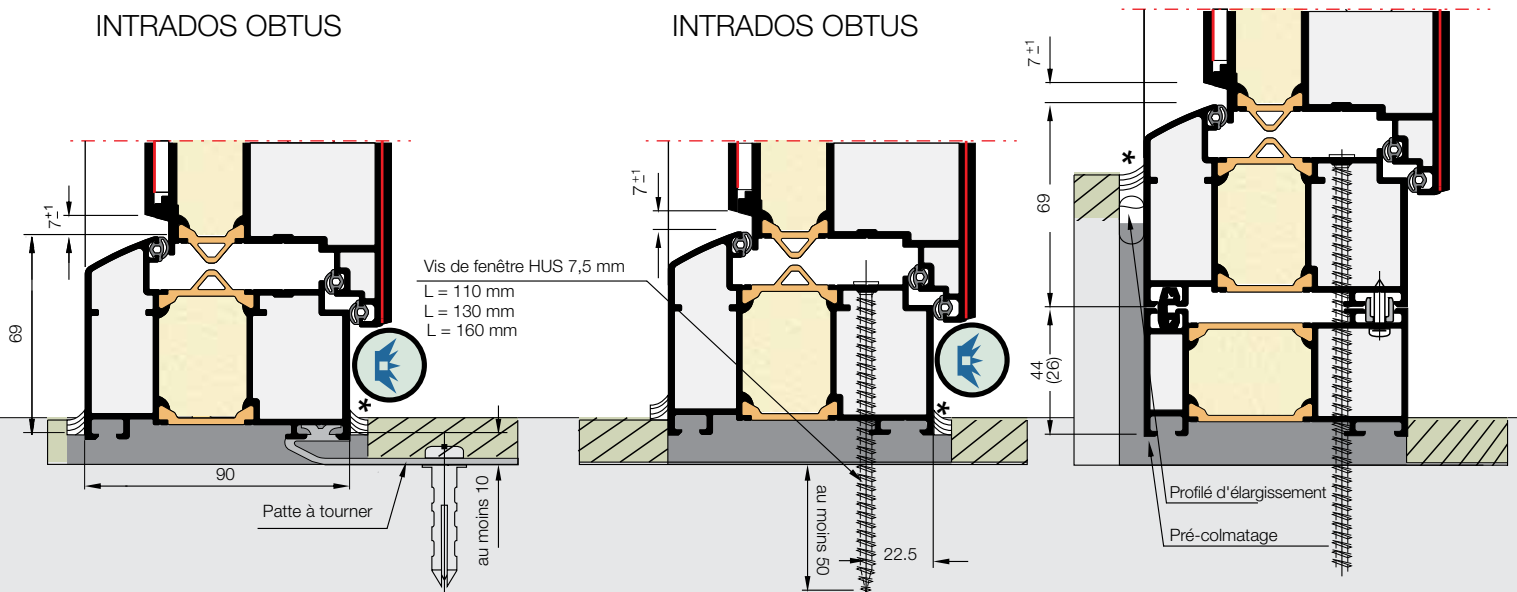 INTRADOS OBTUS
7±1
69
90
Patte à tourner
au moins 10
*
INTRADOS OBTUS
7±1
Vis de fenêtre HUS 7,5 mm
L = 110 mm
L = 130 mm
L = 160 mm
au moins 50
22.5
*
7±1
*
69
44
(26)
Profilé d'élargissement
Pré-colmatage